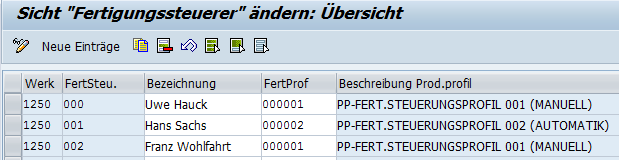 Sicht "Fertigungssteuerer" ändern: Übersicht
Neue Einträge
Werk FertSteu. Bezeichnung FertProf Beschreibung Prod.profil
1250 000 Uwe Hauck 000001 PP-FERT.STEUERUNGSPROFIL 001 (MANUELL)
1250 001 Hans Sachs 000002 PP-FERT.STEUERUNGSPROFIL 002 (AUTOMATIK)
1250 002 Franz Wohlfahrt 000001 PP-FERT.STEUERUNGSPROFIL 001 (MANUELL)